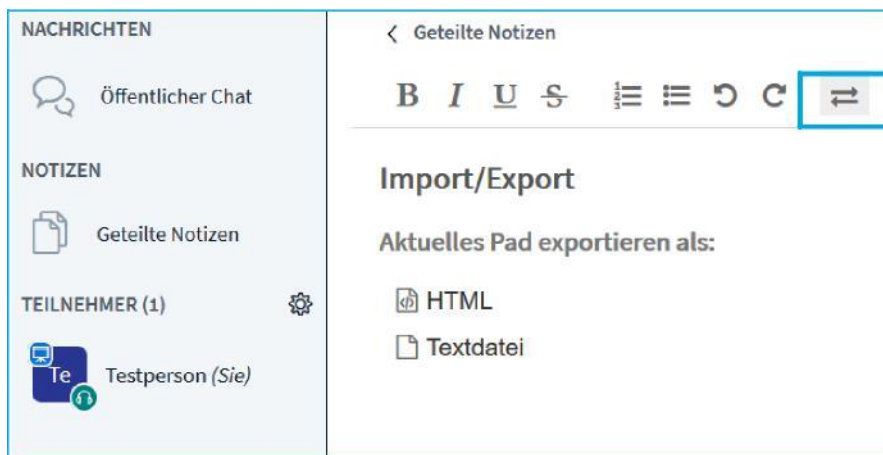 NACHRICHTEN
Öffentlicher Chat
NOTIZEN
Geteilte Notizen
TEILNEHMER (1)
Te
Testperson (Sie)
Geteilte Notizen
B I U S
Import/Export
Aktuelles Pad exportieren als:
HTML
Textdatei